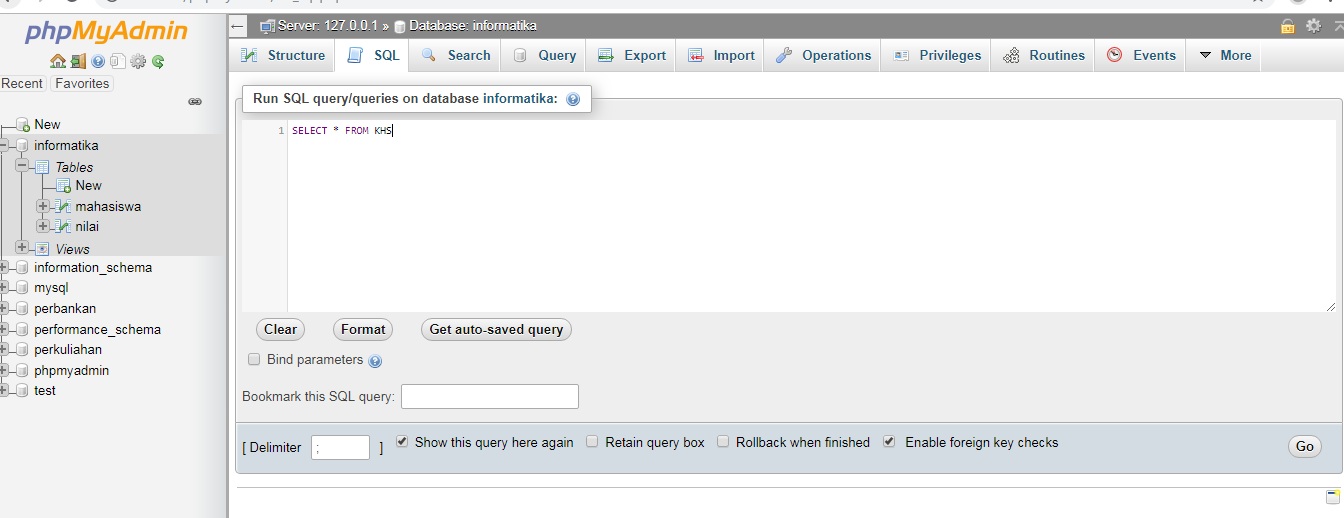 phpMyAdmin
Recent Favorites
New
informatika
Tables
New
mahasiswa
nilai
Views
information_schema
mysql
perbankan
performance_schema
perkuliahan
phpmyadmin
test
Server: 127.0.0.1 » Database: informatika
Structure SQL Search Query Export Import Operations Privileges Routines Events More
Run SQL query/queries on database informatika:
1 SELECT * FROM KHS
Clear Format Get auto-saved query
Bind parameters
Bookmark this SQL query:
[ Delimiter ; ] Show this query here again Retain query box Rollback when finished Enable foreign key checks Go